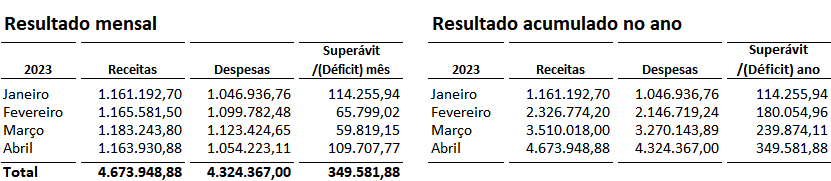 Resultado mensal
Superávit
2023 Receitas Despesas /(Déficit) mês
Janeiro 1.161.192,70 1.046.936,76 114.255,94
Fevereiro 1.165.581,50 1.099.782,48 65.799,02
Março 1.183.243,80 1.123.424,65 59.819,15
Abril 1.163.930,88 1.054.223,11 109.707,77
Total 4.673.948,88 4.324.367,00 349.581,88
Resultado acumulado no ano
Superávit
2023 Receitas Despesas /(Déficit) ano
Janeiro 1.161.192,70 1.046.936,76 114.255,94
Fevereiro 2.326.774,20 2.146.719,24 180.054,96
Março 3.510.018,00 3.270.143,89 239.874,11
Abril 4.673.948,88 4.324.367,00 349.581,88